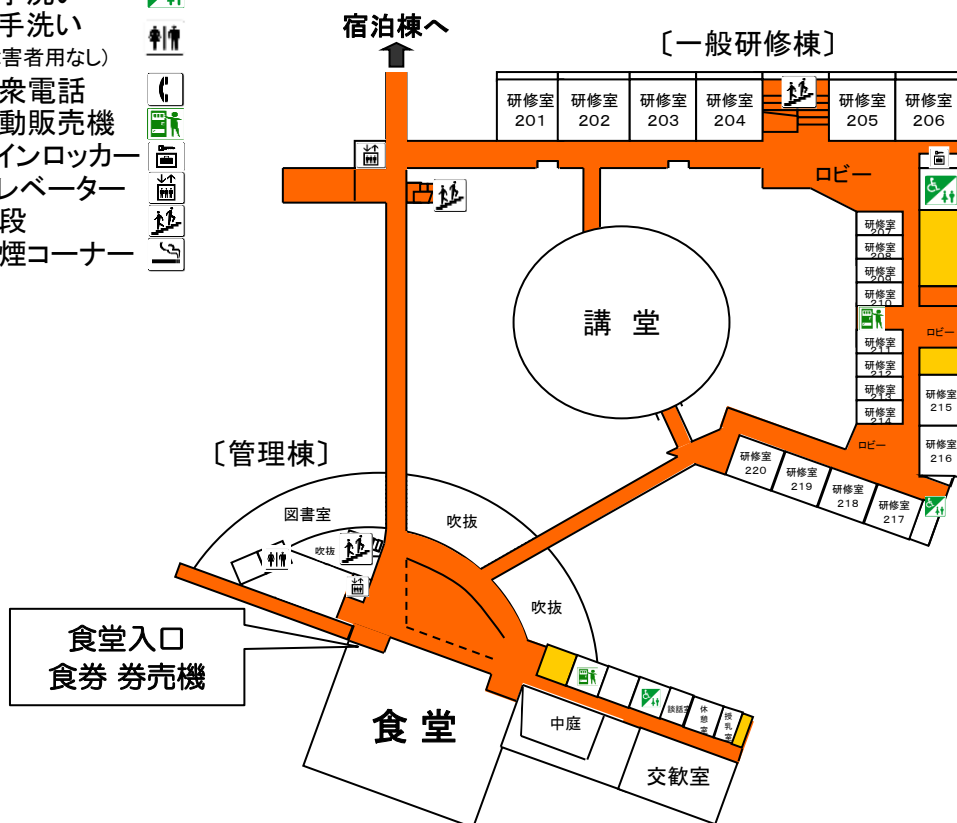 手洗い
手洗い
害者用なし）
衆電話
動販売機
インロッカー
レベーター
段
煙コーナー
宿泊棟へ
〔一般研修棟〕
研修室
201
研修室
202
研修室
203
研修室
204
研修室
205
研修室
206
ロビー
研修室
207
研修室
208
研修室
209
研修室
210
研修室
211
研修室
212
研修室
213
研修室
214
ロビー
研修室
215
研修室
216
ロビー
研修室
220
研修室
219
研修室
218
研修室
217
講 堂
〔管理棟〕
図書室
吹抜
吹抜
吹抜
食堂入口
食券 券売機
食 堂
中庭
談話室
休憩室
授乳室
交歓室